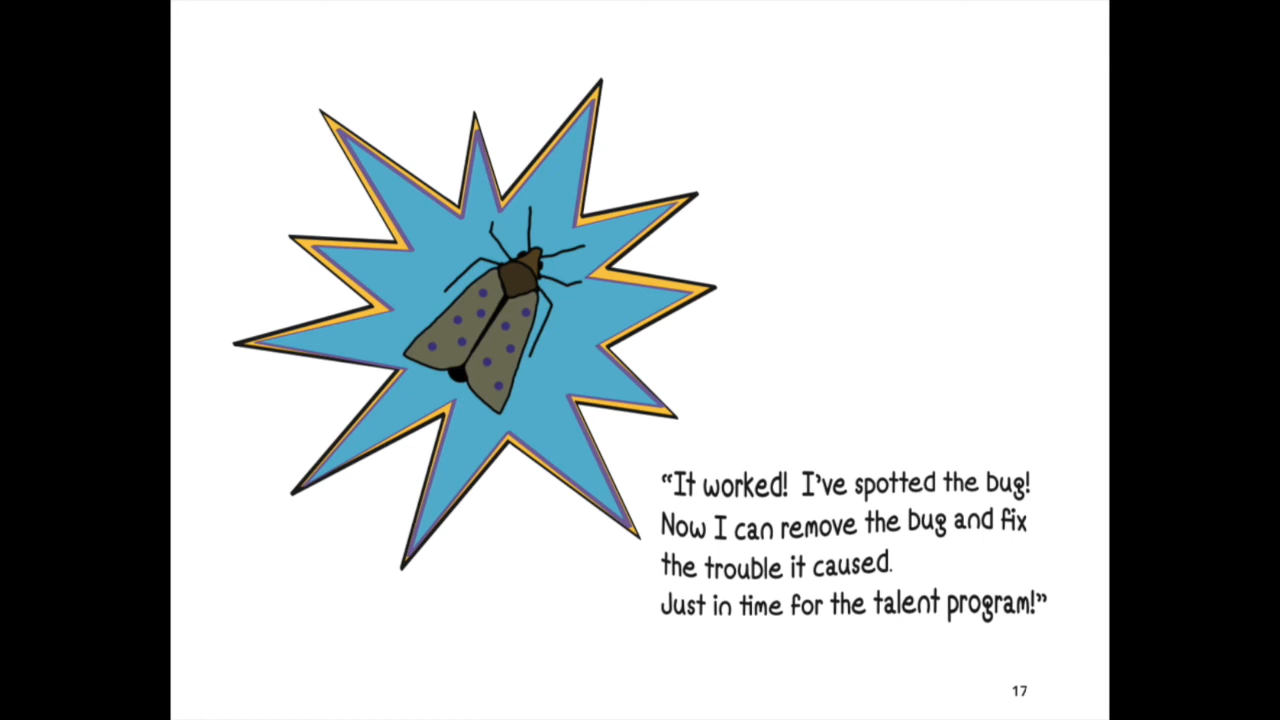 “It worked! I’ve spotted the bug!
Now I can remove the bug and fix
the trouble it caused.
Just in time for the talent program!”
17